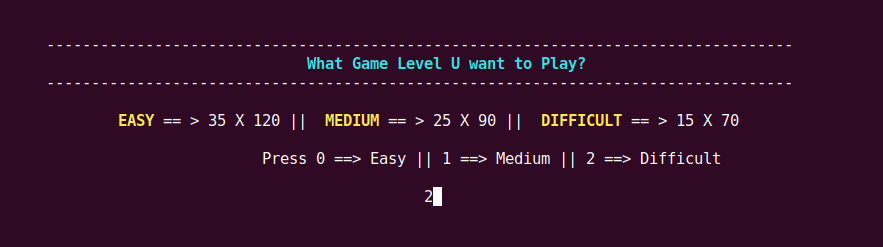 -----------------------------------------------------------------------------------
What Game Level U want to Play?
-----------------------------------------------------------------------------------
EASY == > 35 X 120 ||  MEDIUM == > 25 X 90 ||  DIFFICULT == > 15 X 70
Press 0 ==> Easy || 1 ==> Medium || 2 ==> Difficult
2